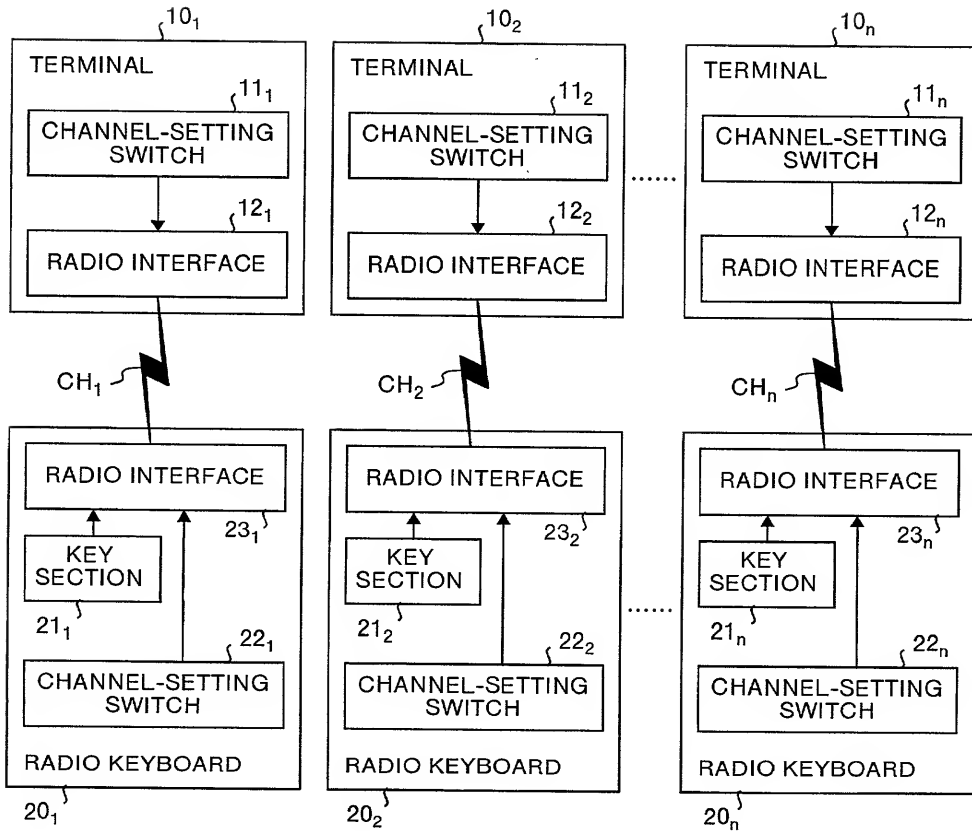 10₁
TERMINAL
11₁
CHANNEL-SETTING
SWITCH
12₁
RADIO INTERFACE
CH₁
RADIO INTERFACE
23₁
KEY
SECTION
21₁
22₁
CHANNEL-SETTING
SWITCH
RADIO KEYBOARD
20₁
10₂
TERMINAL
11₂
CHANNEL-SETTING
SWITCH
12₂
RADIO INTERFACE
CH₂
RADIO INTERFACE
23₂
KEY
SECTION
21₂
22₂
CHANNEL-SETTING
SWITCH
RADIO KEYBOARD
20₂
......
......
10ₙ
TERMINAL
11ₙ
CHANNEL-SETTING
SWITCH
12ₙ
RADIO INTERFACE
CHₙ
RADIO INTERFACE
23ₙ
KEY
SECTION
21ₙ
22ₙ
CHANNEL-SETTING
SWITCH
RADIO KEYBOARD
20ₙ